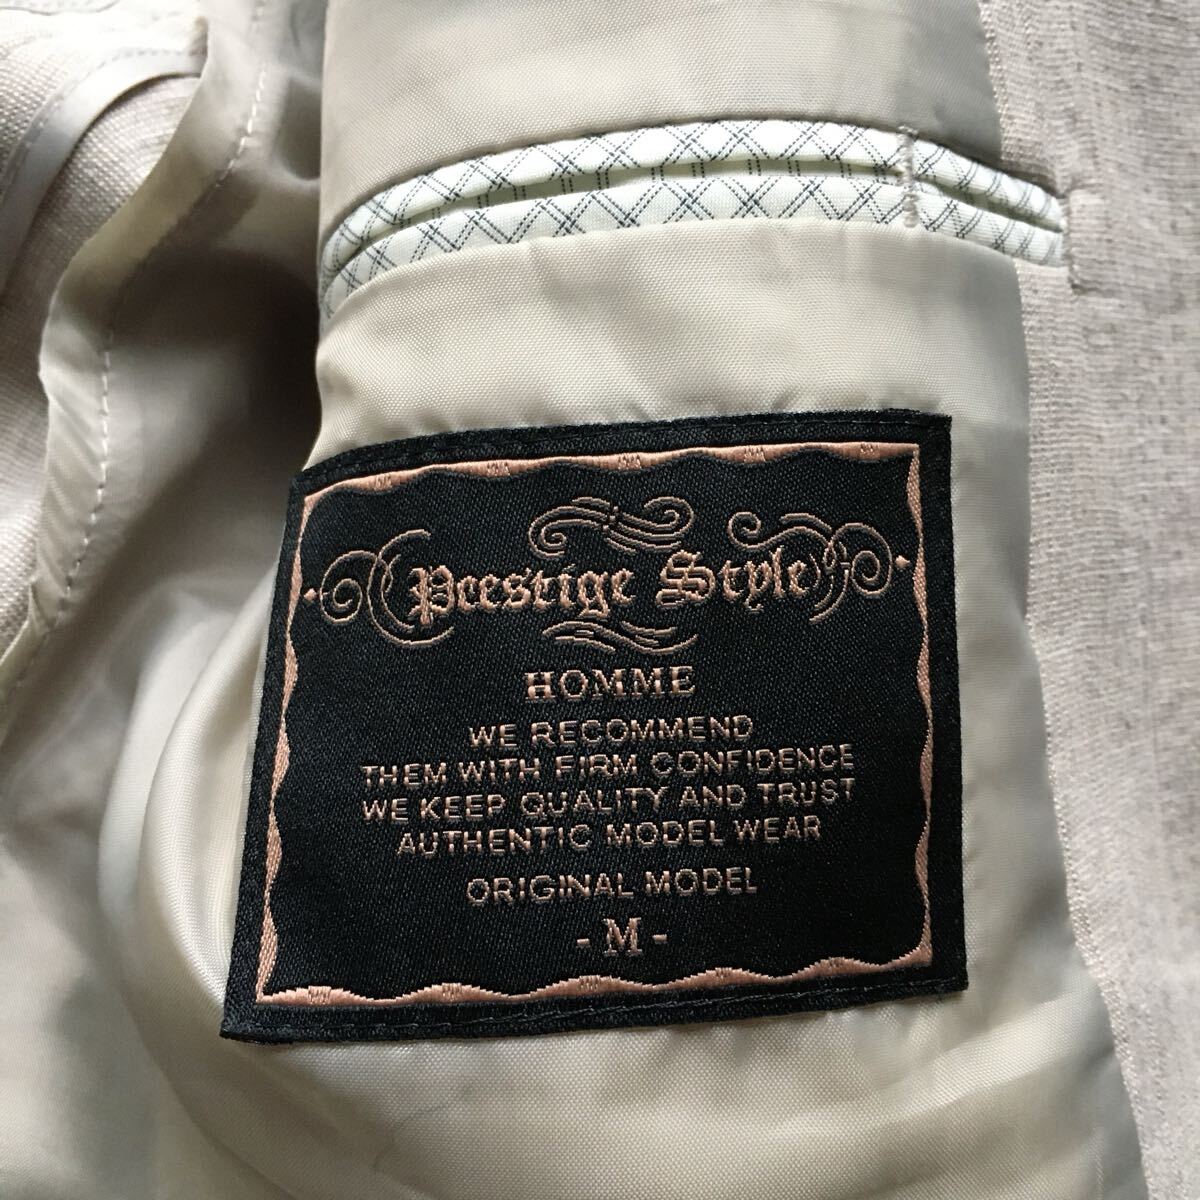 Prestige Style
HOMME
WE RECOMMEND
THEM WITH FIRM CONFIDENCE
WE KEEP QUALITY AND TRUST
AUTHENTIC MODEL WEAR
ORIGINAL MODEL
- M -